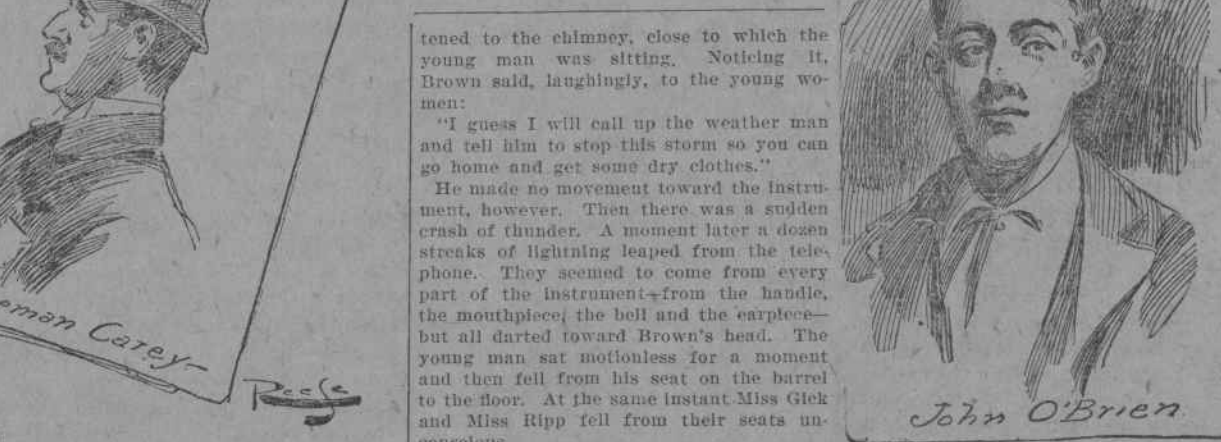 eman Carey—
Reese
tened to the chimney, close to which the
young man was sitting. Noticing it,
Brown said, laughingly, to the young wo-
men:
"I guess I will call up the weather man
and tell him to stop this storm so you can
go home and get some dry clothes."
He made no movement toward the instru-
ment, however. Then there was a sudden
crash of thunder. A moment later a dozen
streaks of lightning leaped from the tele-
phone. They seemed to come from every
part of the instrument—from the handle,
the mouthpiece, the bell and the earpiece—
but all darted toward Brown's head. The
young man sat motionless for a moment
and then fell from his seat on the barrel
to the floor. At the same instant Miss Gick
and Miss Ripp fell from their seats un-
conscious
John O'Brien